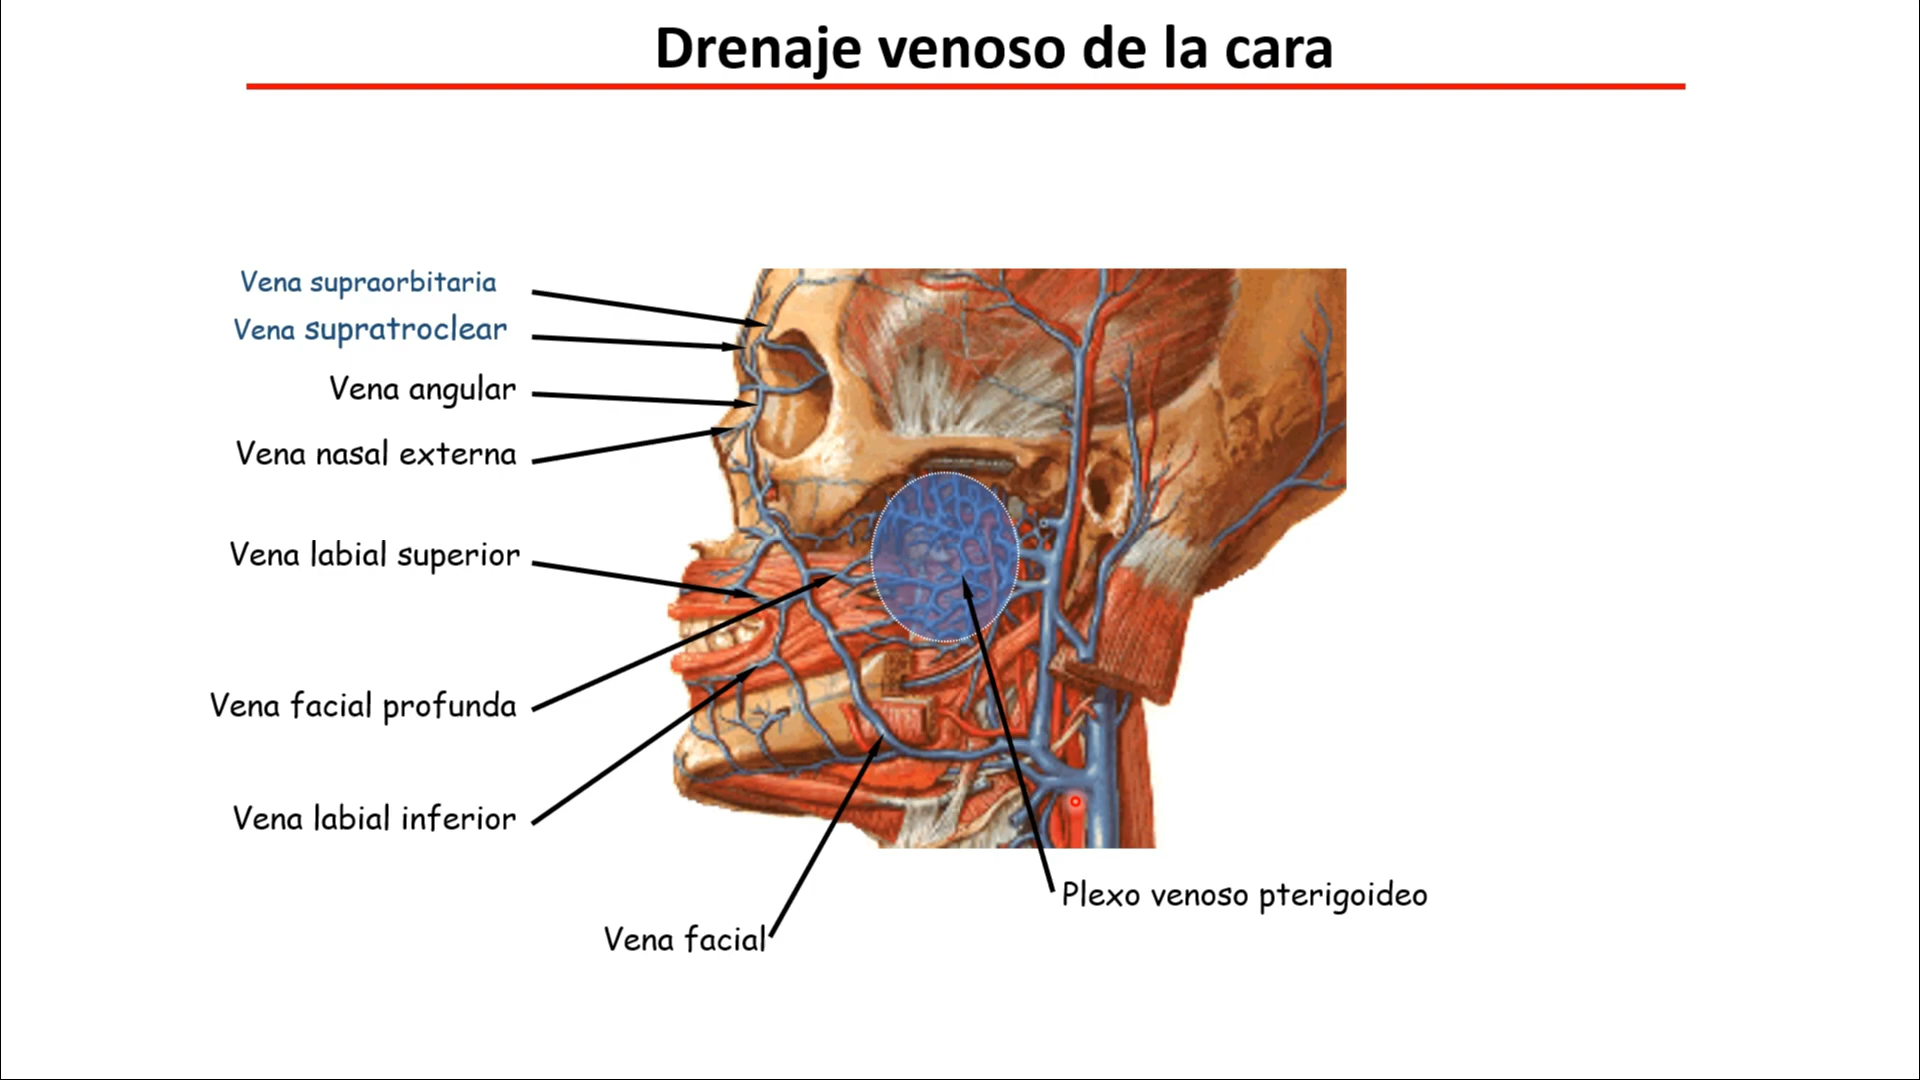 Drenaje venoso de la cara
Vena supraorbitaria
Vena supratroclear
Vena angular
Vena nasal externa
Vena labial superior
Vena facial profunda
Vena labial inferior
Plexo venoso pterigoideo
Vena facial